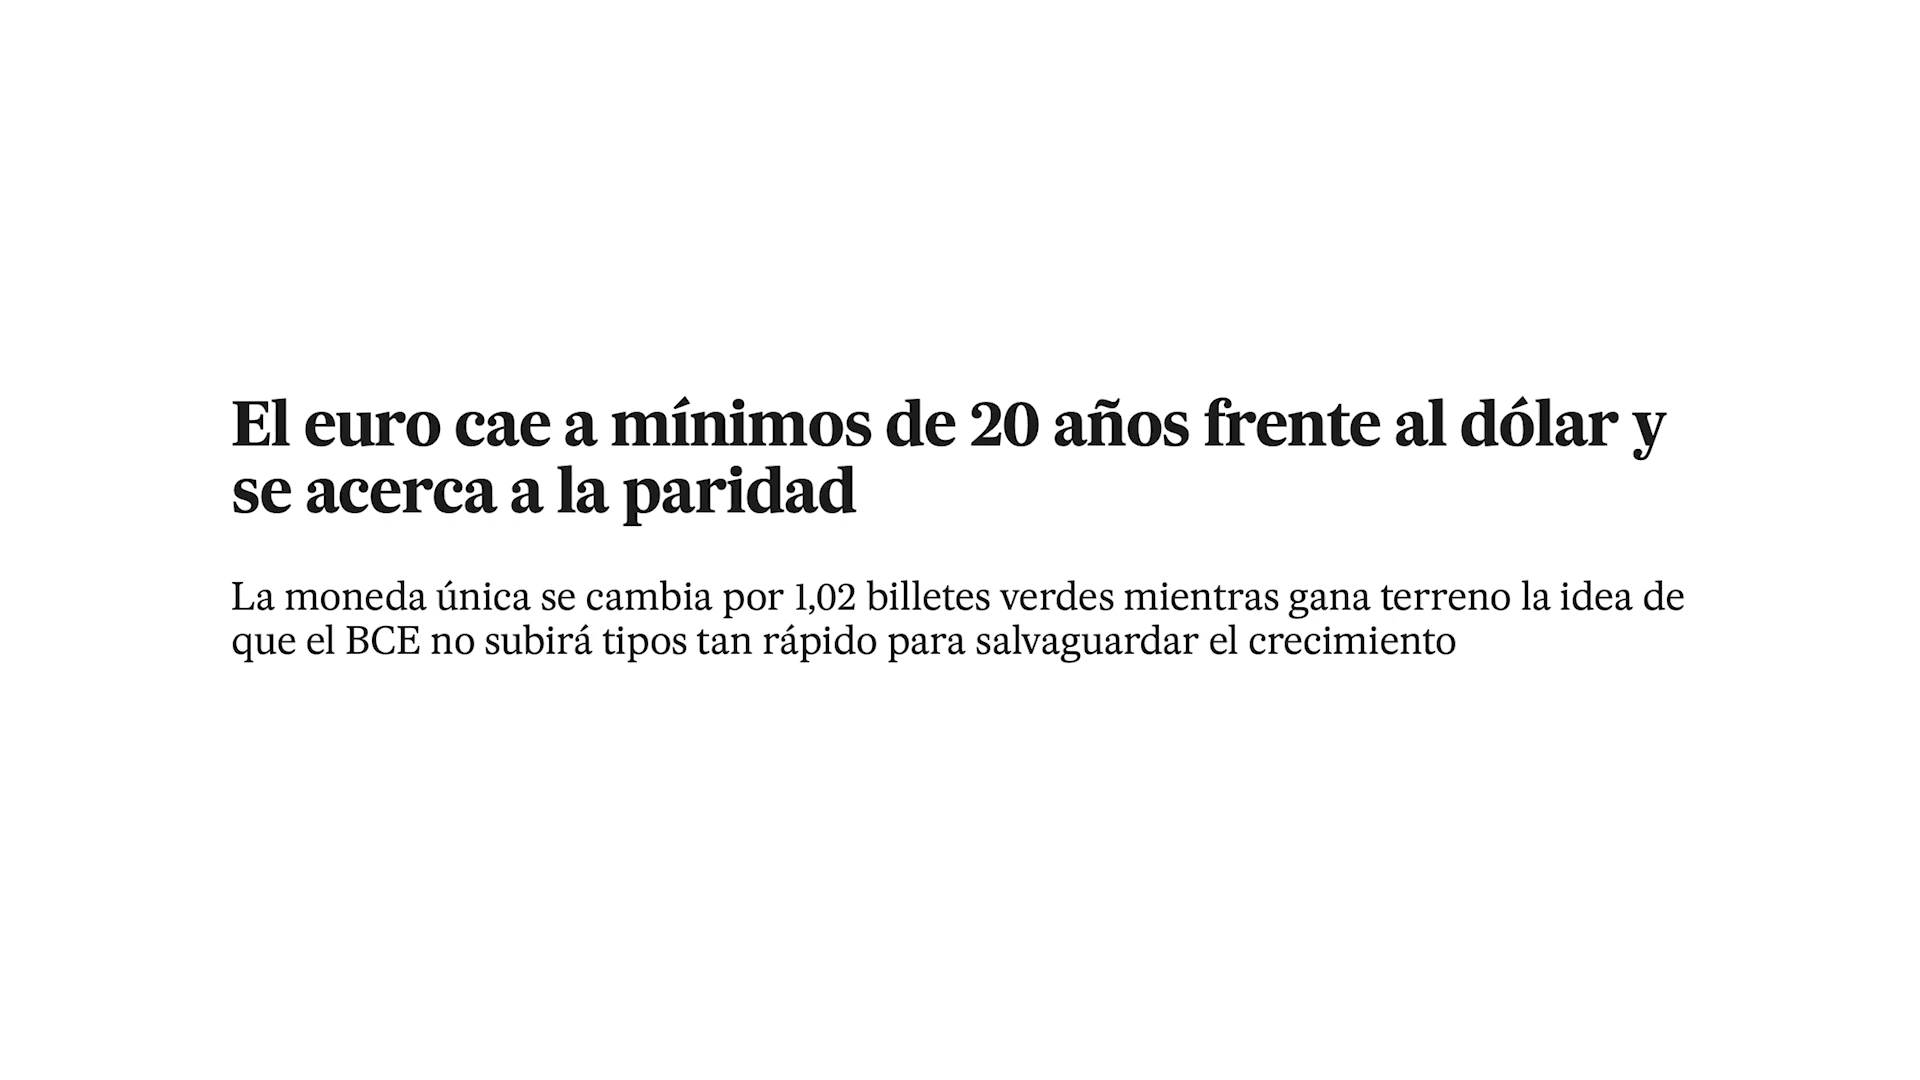 El euro cae a mínimos de 20 años frente al dólar y
se acerca a la paridad
La moneda única se cambia por 1,02 billetes verdes mientras gana terreno la idea de
que el BCE no subirá tipos tan rápido para salvaguardar el crecimiento